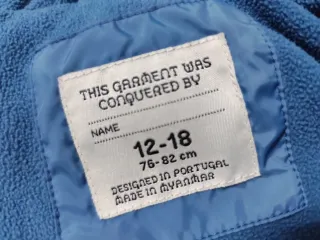 THIS GARMENT WAS
CONQUERED BY
NAME
12-18
76-82 cm
DESIGNED IN PORTUGAL
MADE IN MYANMAR